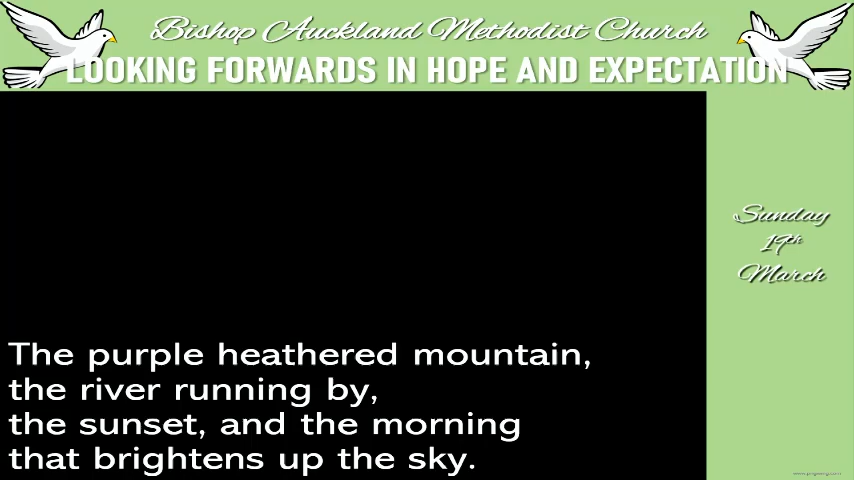 Bishop Auckland Methodist Church
LOOKING FORWARDS IN HOPE AND EXPECTATION
Sunday
19th
March
The purple heathered mountain,
the river running by,
the sunset, and the morning
that brightens up the sky.